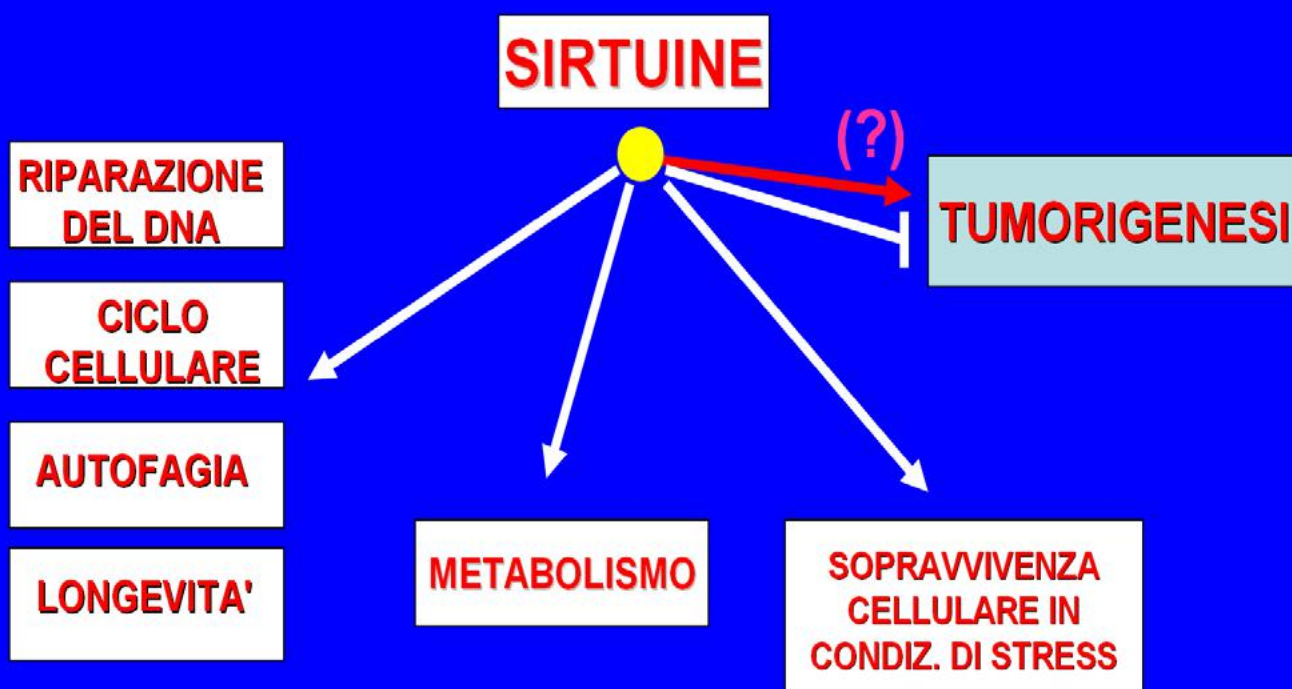 SIRTUINE
(?)
RIPARAZIONE
DEL DNA
TUMORIGENESI
CICLO
CELLULARE
AUTOFAGIA
LONGEVITA'
METABOLISMO
SOPRAVVIVENZA
CELLULARE IN
CONDIZ. DI STRESS